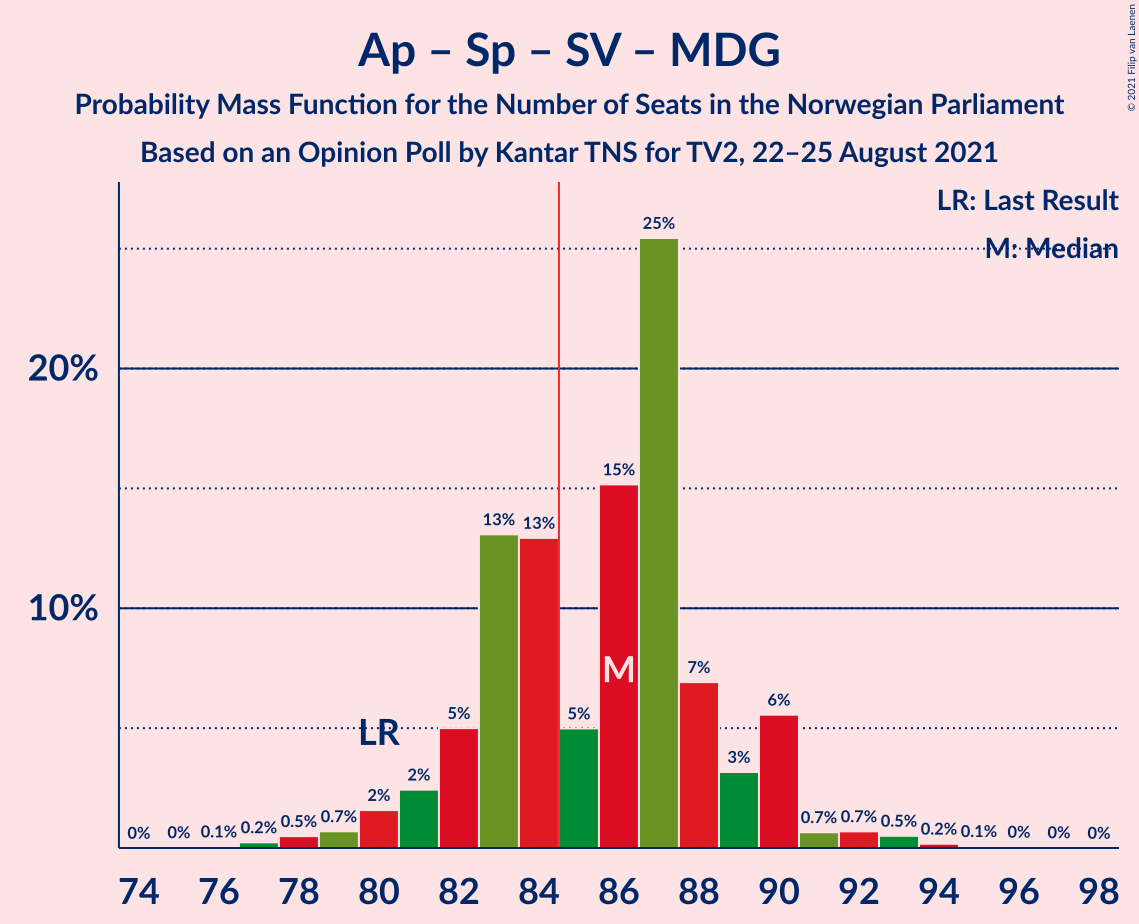 Ap – Sp – SV – MDG
Probability Mass Function for the Number of Seats in the Norwegian Parliament
Based on an Opinion Poll by Kantar TNS for TV2, 22–25 August 2021
© 2021 Filip van Laenen
LR: Last Result
M: Median
25%
20%
15%
13% 13%
10%
7%
M
6%
5% 5%
LR
3%
2%
2%
0% 0% 0.1% 0.2% 0.5% 0.7% 0.7% 0.7% 0.5% 0.2% 0.1% 0% 0% 0%
74 76 78 80 82 84 86 88 90 92 94 96 98